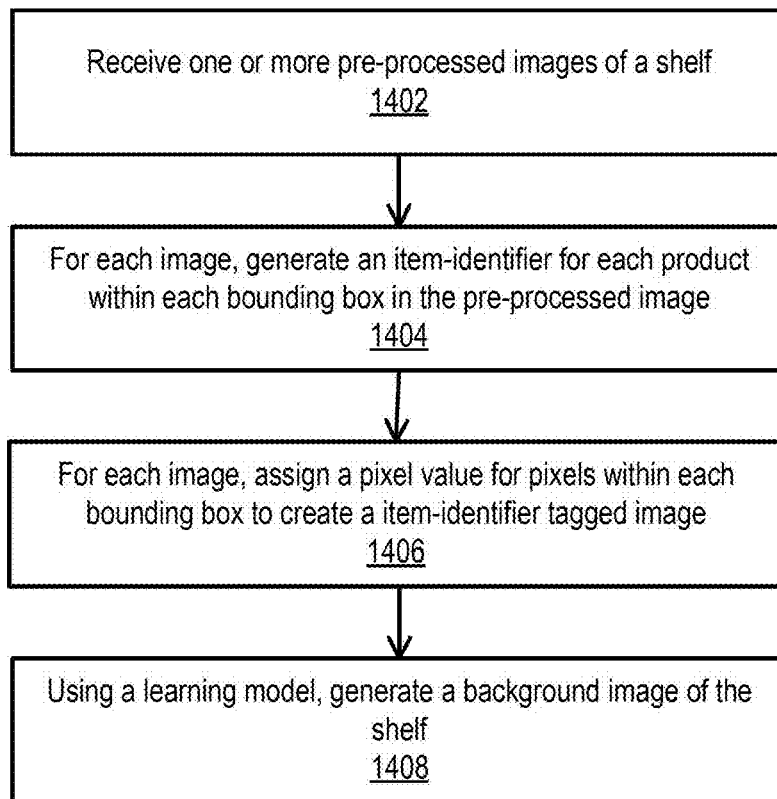 Receive one or more pre-processed images of a shelf
1402
For each image, generate an item-identifier for each product
within each bounding box in the pre-processed image
1404
For each image, assign a pixel value for pixels within each
bounding box to create a item-identifier tagged image
1406
Using a learning model, generate a background image of the
shelf
1408